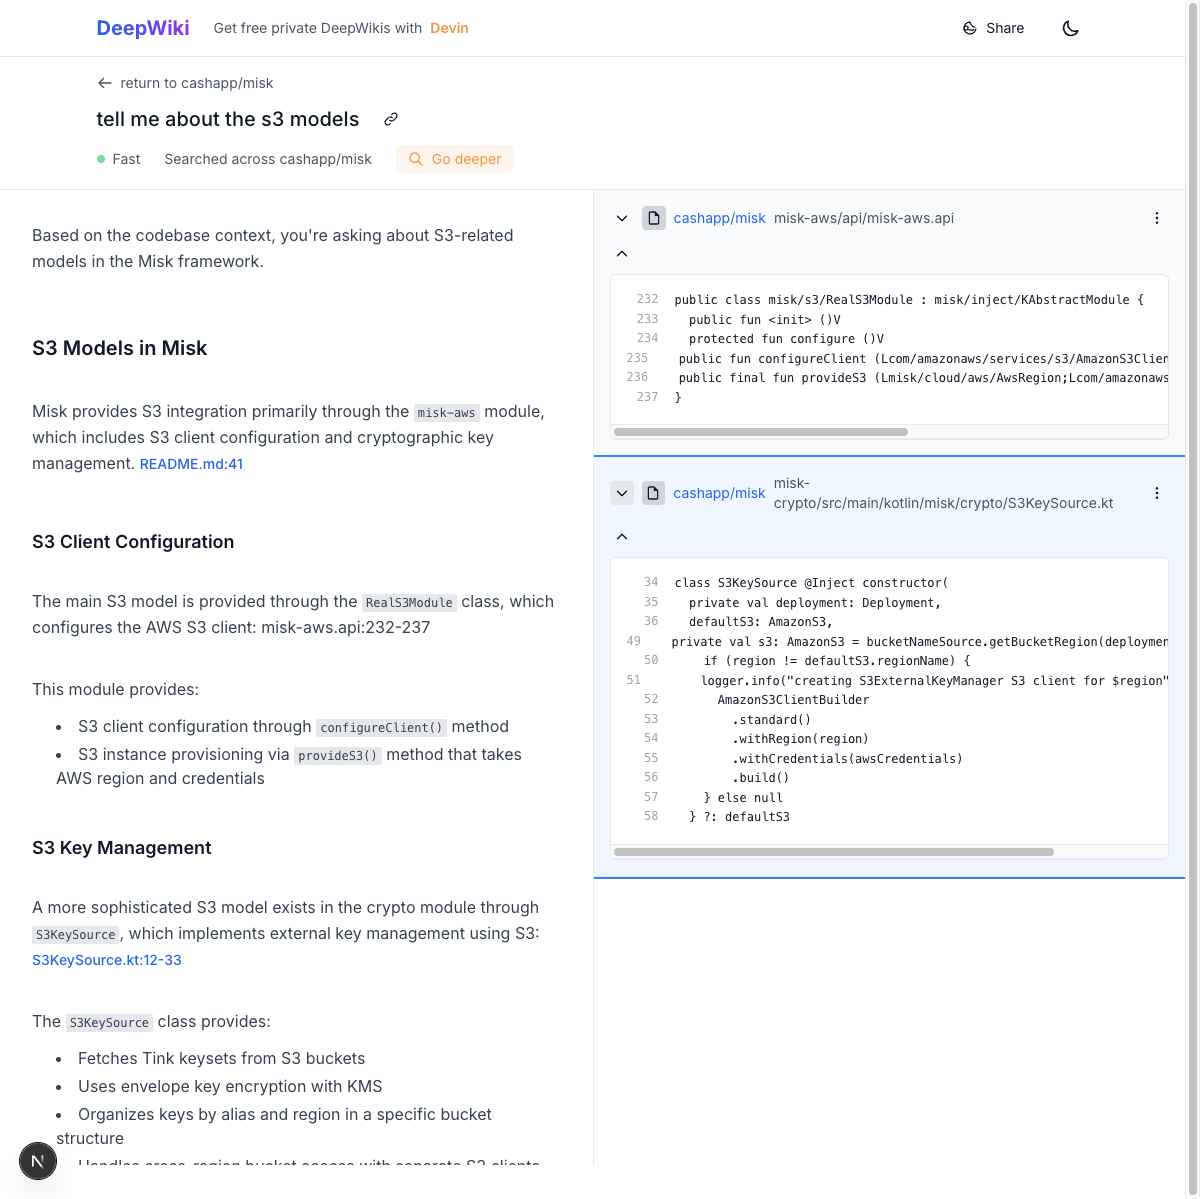 DeepWiki Get free private DeepWikis with Devin Share
return to cashapp/misk
tell me about the s3 models
Fast Searched across cashapp/misk Go deeper
Based on the codebase context, you're asking about S3-related
models in the Misk framework.
S3 Models in Misk
Misk provides S3 integration primarily through the misk-aws module,
which includes S3 client configuration and cryptographic key
management. README.md:41
S3 Client Configuration
The main S3 model is provided through the RealS3Module class, which
configures the AWS S3 client: misk-aws.api:232-237
This module provides:
• S3 client configuration through configureClient() method
• S3 instance provisioning via provideS3() method that takes
AWS region and credentials
S3 Key Management
A more sophisticated S3 model exists in the crypto module through
S3KeySource, which implements external key management using S3:
S3KeySource.kt:12-33
The S3KeySource class provides:
• Fetches Tink keysets from S3 buckets
• Uses envelope key encryption with KMS
• Organizes keys by alias and region in a specific bucket
structure
Handles cross-region bucket access with separate S3 clients
N
cashapp/misk misk-aws/api/misk-aws.api
232 public class misk/s3/RealS3Module : misk/inject/KAbstractModule {
233 public fun <init> ()V
234 protected fun configure ()V
235 public fun configureClient (Lcom/amazonaws/services/s3/AmazonS3Clien
236 public final fun provideS3 (Lmisk/cloud/aws/AwsRegion;Lcom/amazonaws
237 }
cashapp/misk misk-
crypto/src/main/kotlin/misk/crypto/S3KeySource.kt
34 class S3KeySource @Inject constructor(
35 private val deployment: Deployment,
36 defaultS3: AmazonS3,
49 private val s3: AmazonS3 = bucketNameSource.getBucketRegion(deploymen
50 if (region != defaultS3.regionName) {
51 logger.info("creating S3ExternalKeyManager S3 client for $region"
52 AmazonS3ClientBuilder
53 .standard()
54 .withRegion(region)
55 .withCredentials(awsCredentials)
56 .build()
57 } else null
58 } ?: defaultS3